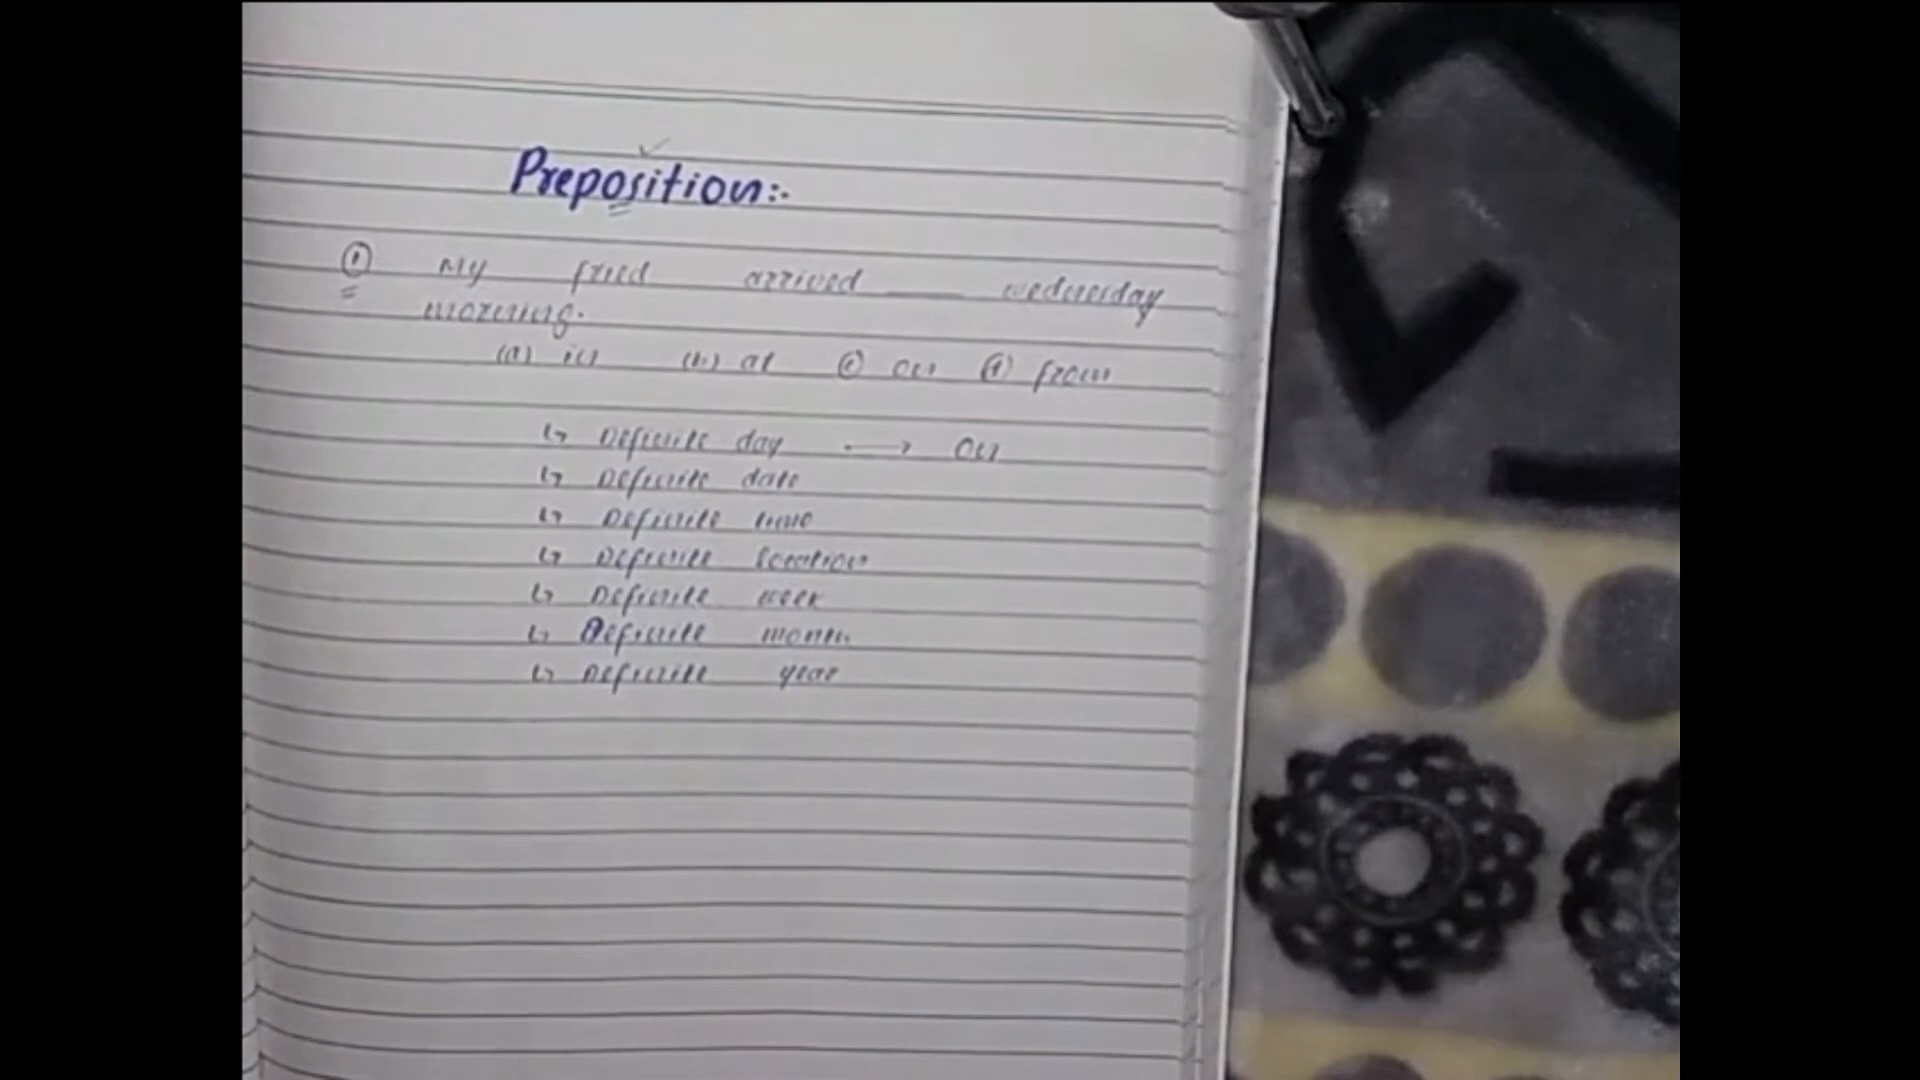 Preposition:-
① My fried arrived ____ wednesday
morning.
(a) in (b) at (c) on (d) from
↳ Definite day → on
↳ Definite date
↳ Definite time
↳ Definite location
↳ Definite week
↳ Definite month
↳ Definite year